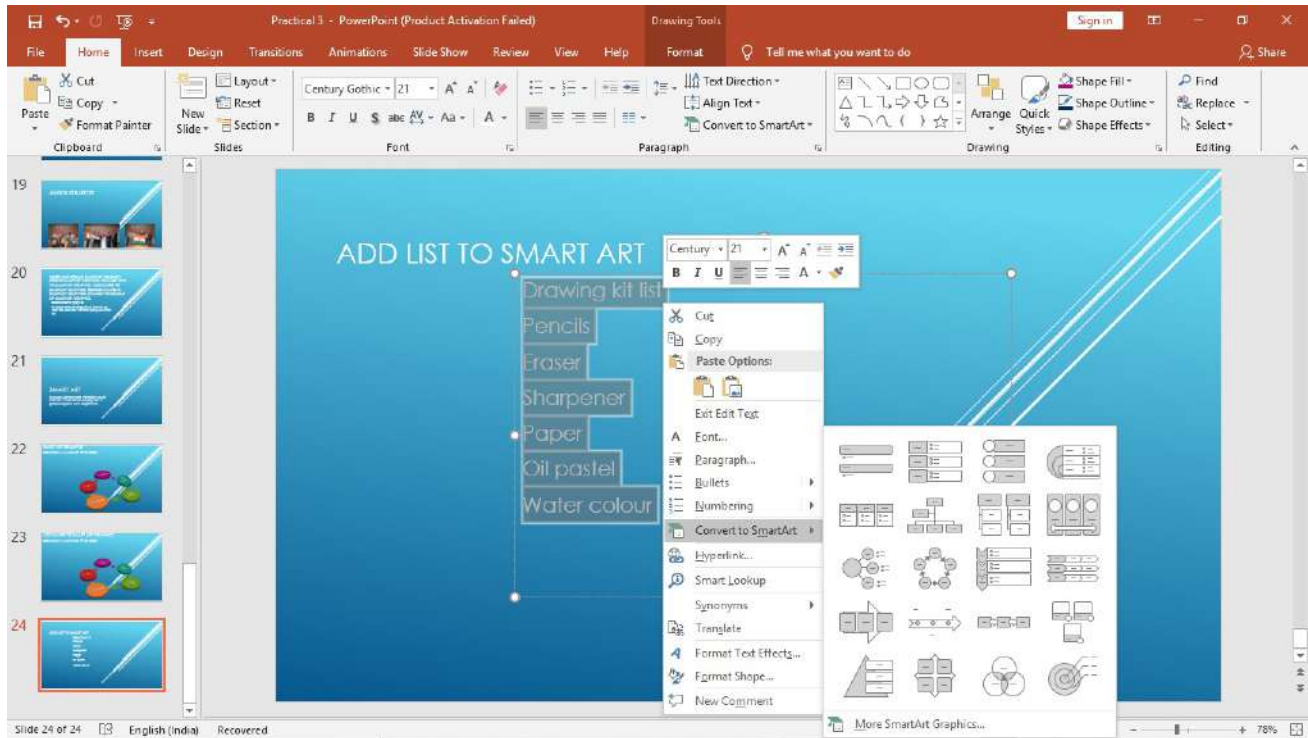 Practical 3 - PowerPoint (Product Activation Failed)
Drawing Tools
Sign in
File Home Insert Design Transitions Animations Slide Show Review View Help Format Tell me what you want to do Share
Paste
Cut
Copy
Format Painter
Clipboard
New Slide
Layout
Reset
Section
Slides
Century Gothic 21 A A
B I U S abc AV Aa A
Font
Text Direction
Align Text
Convert to SmartArt
Paragraph
Arrange
Quick Styles
Shape Fill
Shape Outline
Shape Effects
Drawing
Find
Replace
Select
Editing
19
20
21
SMART ART
22
23
24
ADD LIST TO SMART ART
Drawing kit list
Pencils
Eraser
Sharpener
Paper
Oil pastel
Water colour
Century 21 A A
B I U A
Cut
Copy
Paste Options:
Exit Edit Text
A Font...
Paragraph...
Bullets
Numbering
Convert to SmartArt
Hyperlink...
Smart Lookup
Synonyms
Translate
Format Text Effects...
Format Shape...
New Comment
More SmartArt Graphics...
Slide 24 of 24 English (India) Recovered 78%